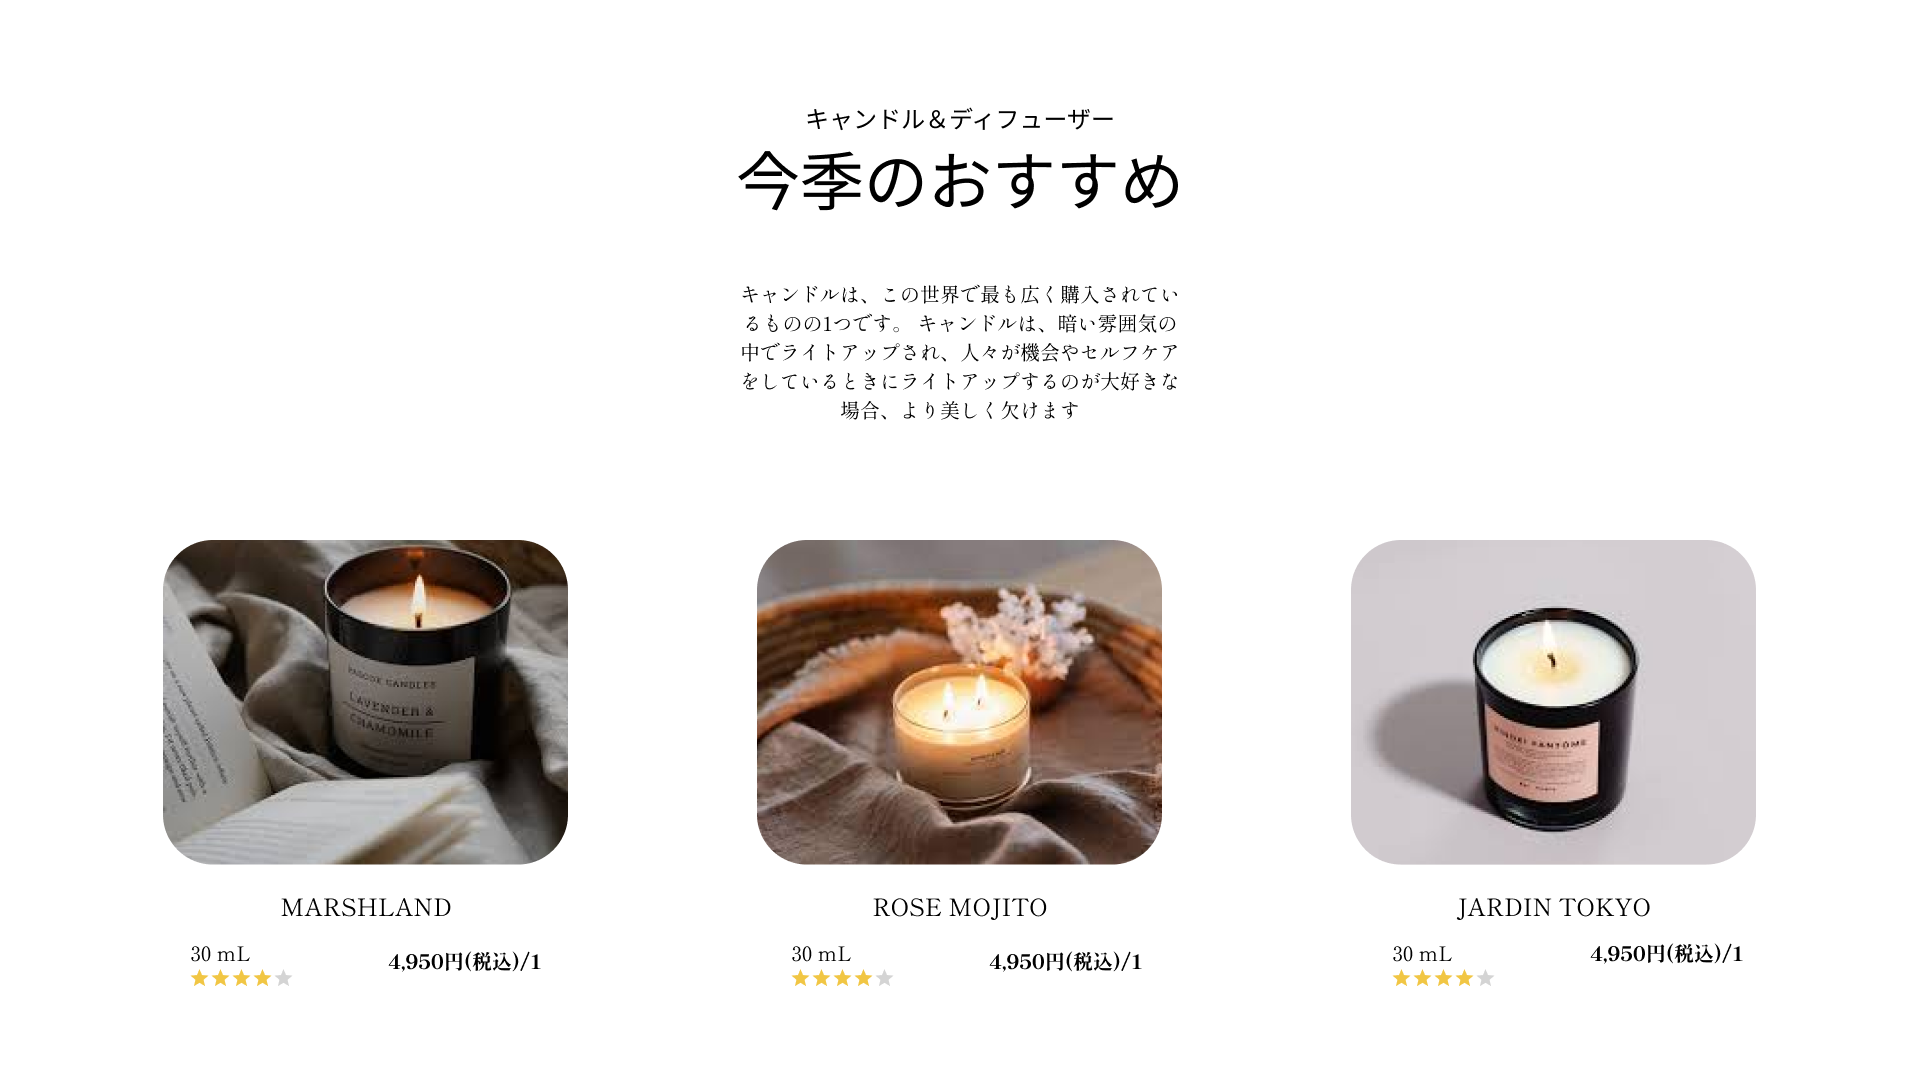 キャンドル＆ディフューザー
今季のおすすめ
キャンドルは、この世界で最も広く購入されてい
るものの1つです。 キャンドルは、暗い雰囲気の
中でライトアップされ、人々が機会やセルフケア
をしているときにライトアップするのが大好きな
場合、より美しく欠けます
CANDLES
LAVENDER &
CHAMOMILE
FANTÔME
MARSHLAND
ROSE MOJITO
JARDIN TOKYO
30 mL
4,950円(税込)/1
30 mL
4,950円(税込)/1
30 mL
4,950円(税込)/1